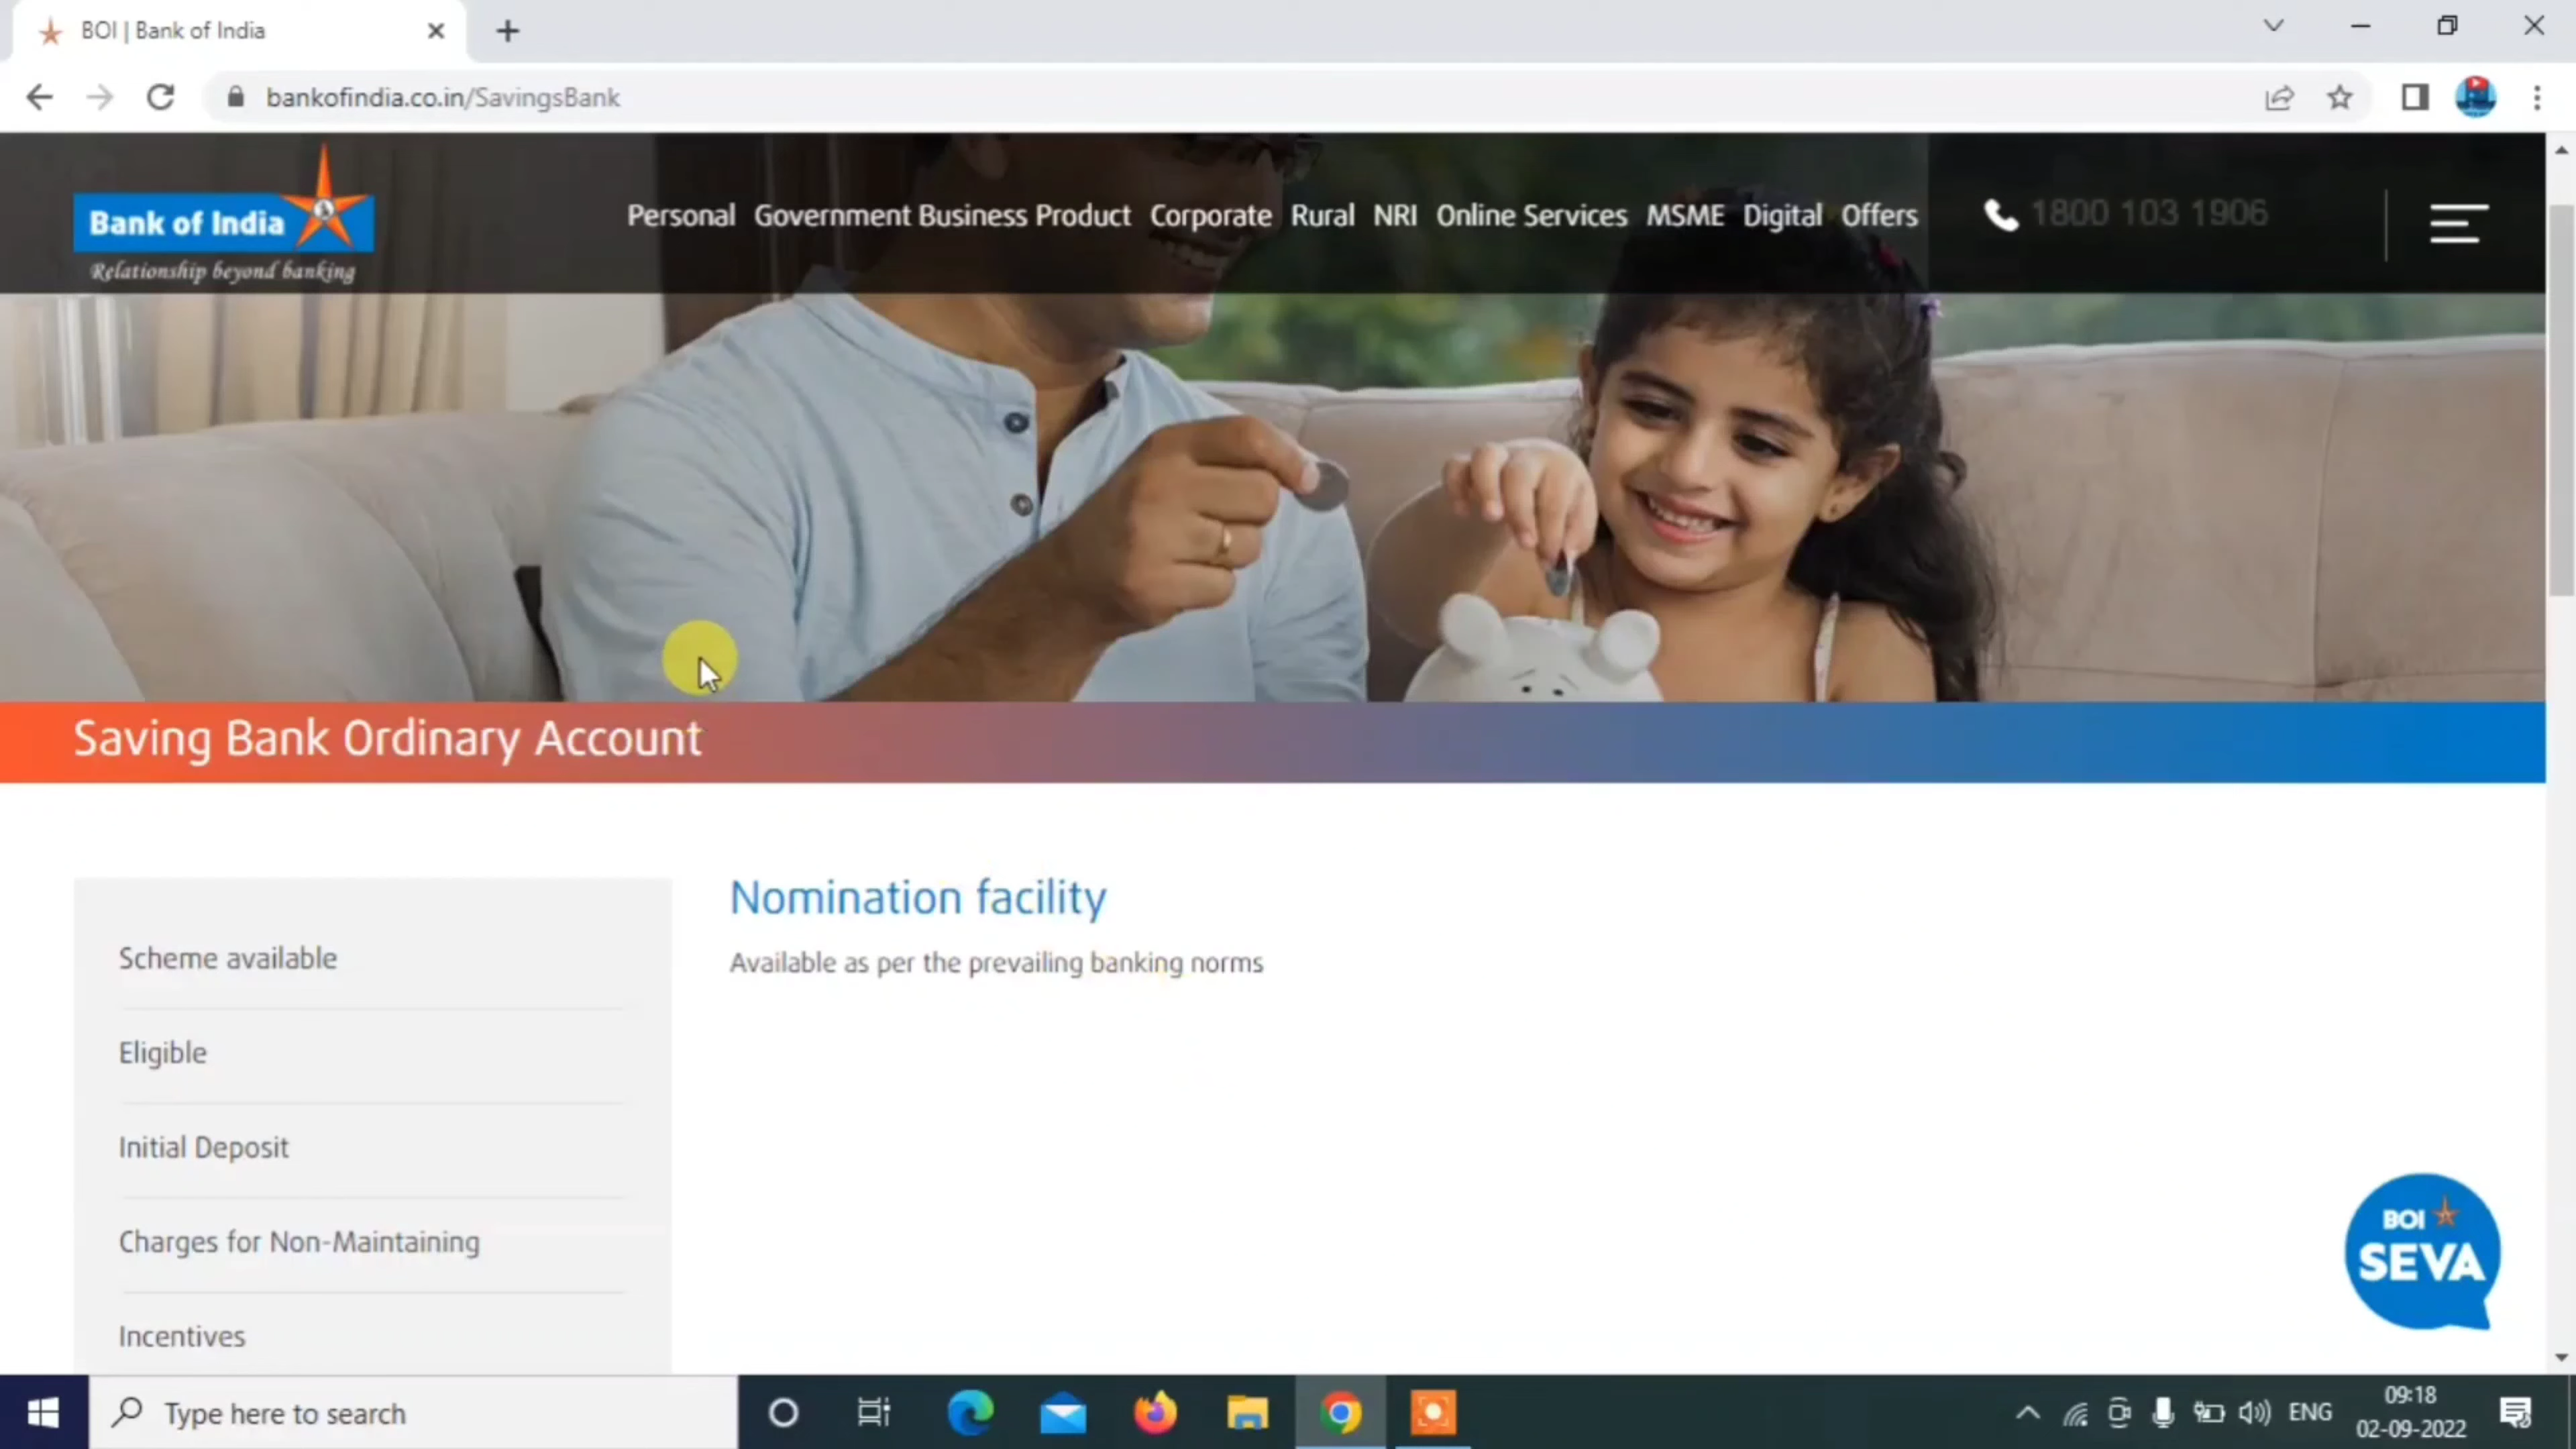 BOI | Bank of India
bankofindia.co.in/SavingsBank
Bank of India
Relationship beyond banking
Personal Government Business Product Corporate Rural NRI Online Services MSME Digital Offers
1800 103 1906
Saving Bank Ordinary Account
Nomination facility
Available as per the prevailing banking norms
Scheme available
Eligible
Initial Deposit
Charges for Non-Maintaining
Incentives
BOI
SEVA
Type here to search
ENG
09:18
02-09-2022